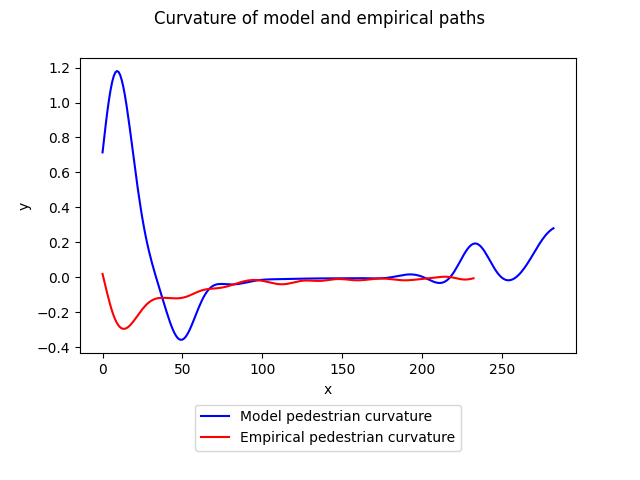 Curvature of model and empirical paths
1.2
1.0
0.8
0.6
0.4
0.2
0.0
−0.2
−0.4
y
0 50 100 150 200 250
x
Model pedestrian curvature
Empirical pedestrian curvature